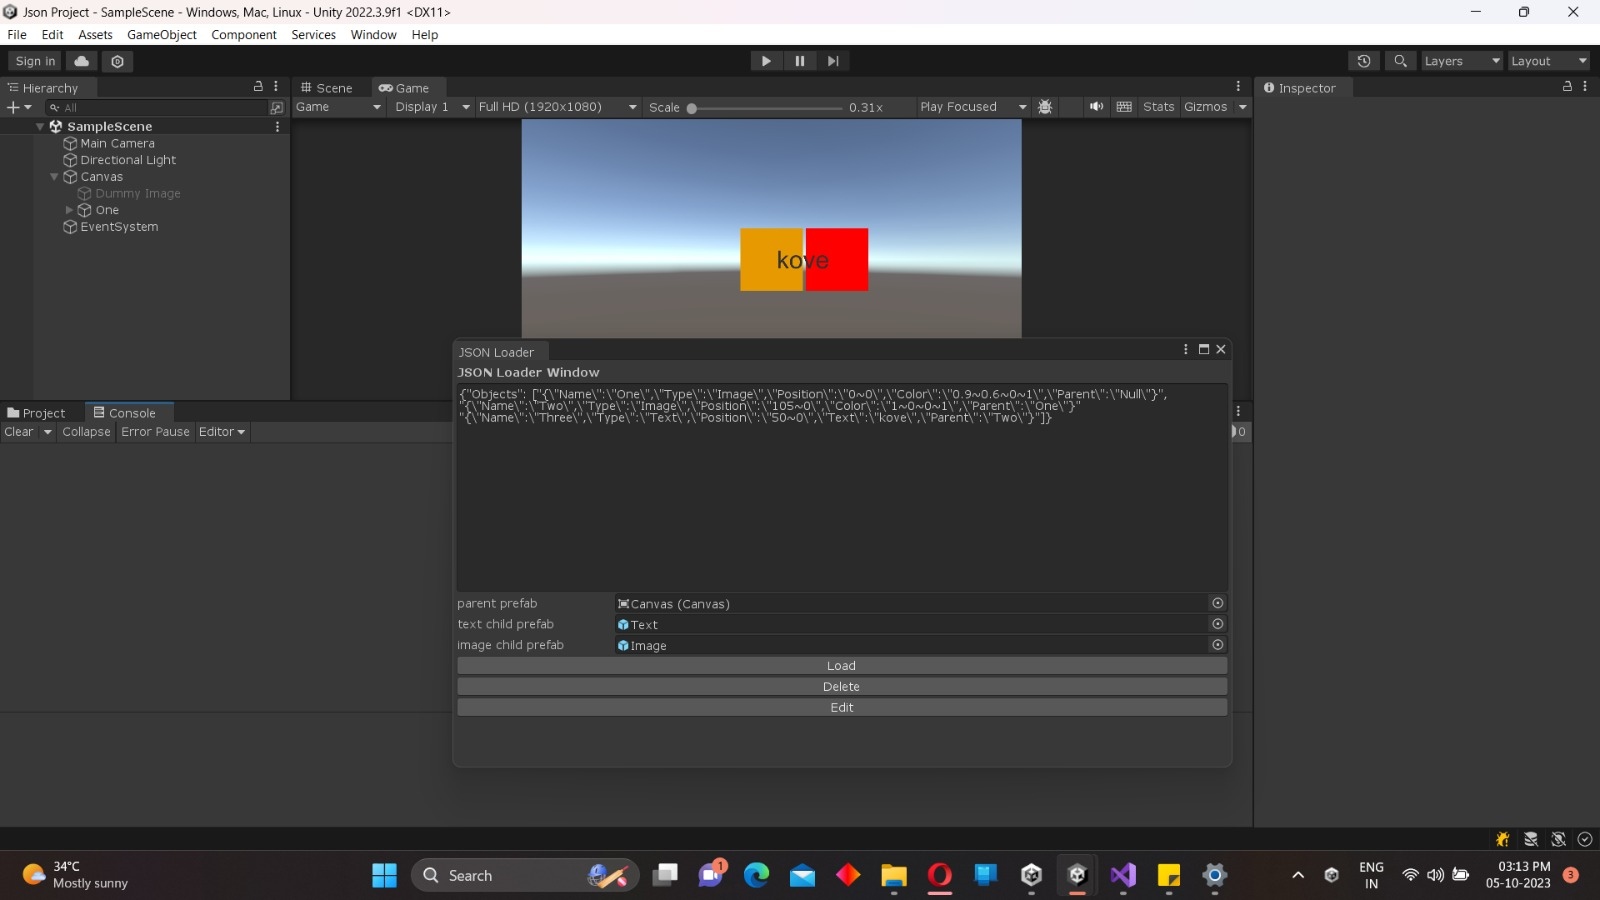 Json Project - SampleScene - Windows, Mac, Linux - Unity 2022.3.9f1 <DX11>
File Edit Assets GameObject Component Services Window Help
Sign in
Layers Layout
Hierarchy
Scene Game
Inspector
All
Game Display 1 Full HD (1920x1080) Scale 0.31x Play Focused Stats Gizmos
SampleScene
Main Camera
Directional Light
Canvas
Dummy Image
One
EventSystem
kove
JSON Loader
JSON Loader Window
{"Objects": ["{\"Name\":\"One\",\"Type\":\"Image\",\"Position\":\"0~0\",\"Color\":\"0.9~0.6~0~1\",\"Parent\":\"Null\"}",
"{\"Name\":\"Two\",\"Type\":\"Image\",\"Position\":\"105~0\",\"Color\":\"1~0~0~1\",\"Parent\":\"One\"}"
"{\"Name\":\"Three\",\"Type\":\"Text\",\"Position\":\"50~0\",\"Text\":\"kove\",\"Parent\":\"Two\"}"]}
Project Console
Clear Collapse Error Pause Editor
0
parent prefab Canvas (Canvas)
text child prefab Text
image child prefab Image
Load
Delete
Edit
34°C
Mostly sunny
Search
1
ENG
IN
03:13 PM
05-10-2023
3